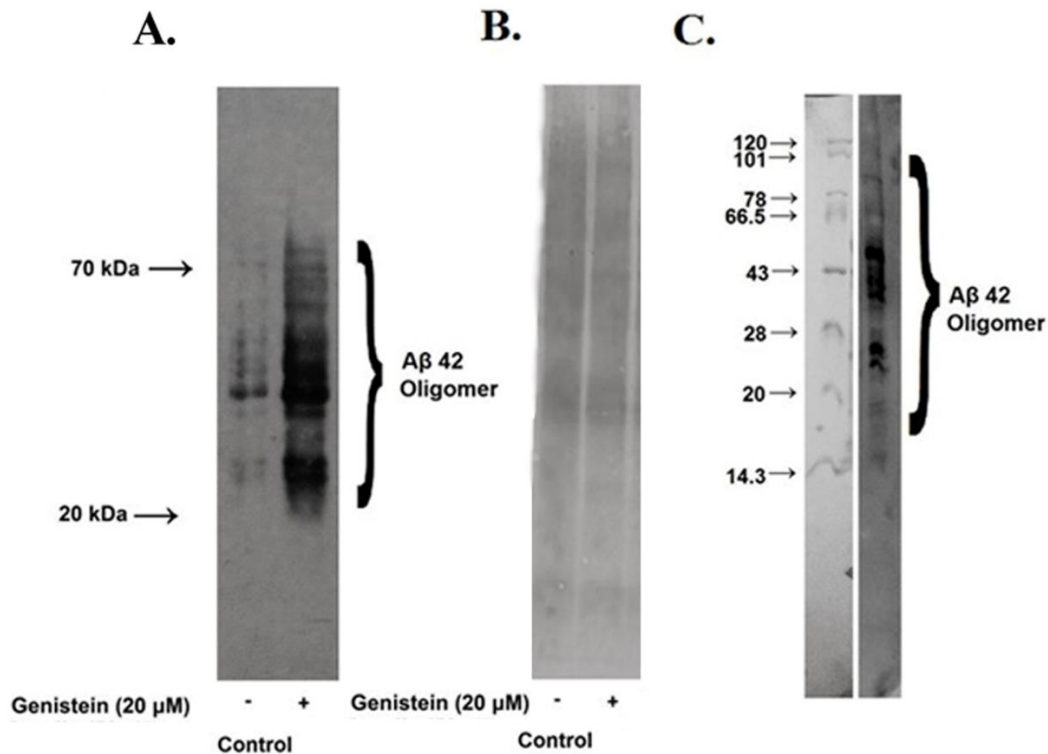 A.
B.
C.
70 kDa →
20 kDa →
Aβ 42
Oligomer
Genistein (20 μM) - +
Control
Genistein (20 μM) - +
Control
120→
101→
78→
66.5→
43→
28→
20→
14.3→
Aβ 42
Oligomer